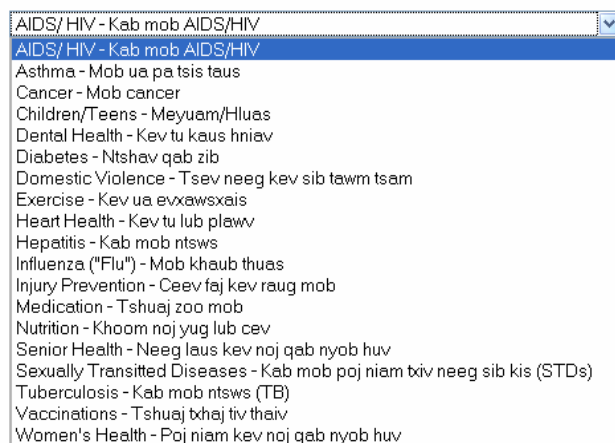 AIDS/ HIV - Kab mob AIDS/HIV
AIDS/ HIV - Kab mob AIDS/HIV
Asthma - Mob ua pa tsis taus
Cancer - Mob cancer
Children/Teens - Meyuam/Hluas
Dental Health - Kev tu kaus hniav
Diabetes - Ntshav qab zib
Domestic Violence - Tsev neeg kev sib tawm tsam
Exercise - Kev ua evxawsxais
Heart Health - Kev tu lub plawv
Hepatitis - Kab mob ntsws
Influenza ("Flu") - Mob khaub thuas
Injury Prevention - Ceev faj kev raug mob
Medication - Tshuaj zoo mob
Nutrition - Khoom noj yug lub cev
Senior Health - Neeg laus kev noj qab nyob huv
Sexually Transitted Diseases - Kab mob poj niam txiv neeg sib kis (STDs)
Tuberculosis - Kab mob ntsws (TB)
Vaccinations - Tshuaj txhaj tiv thaiv
Women's Health - Poj niam kev noj qab nyob huv